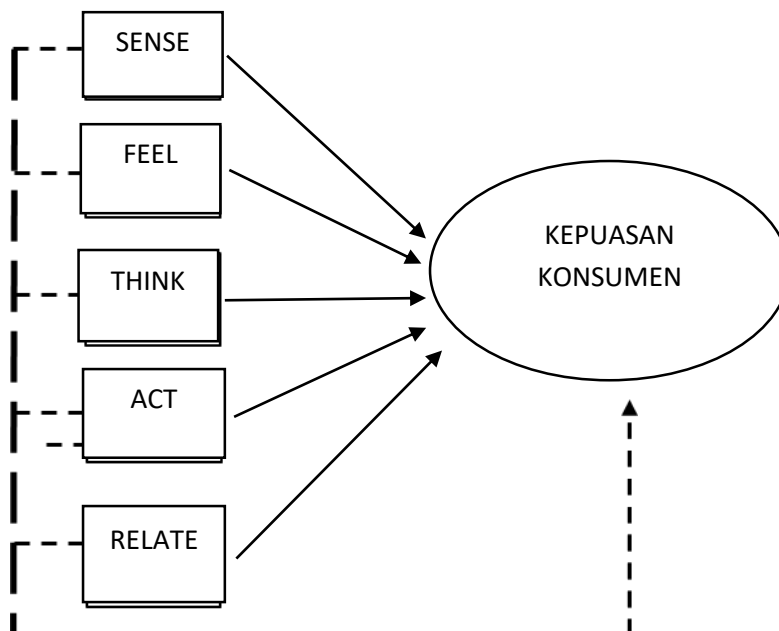 SENSE
FEEL
THINK
ACT
RELATE
KEPUASAN
KONSUMEN